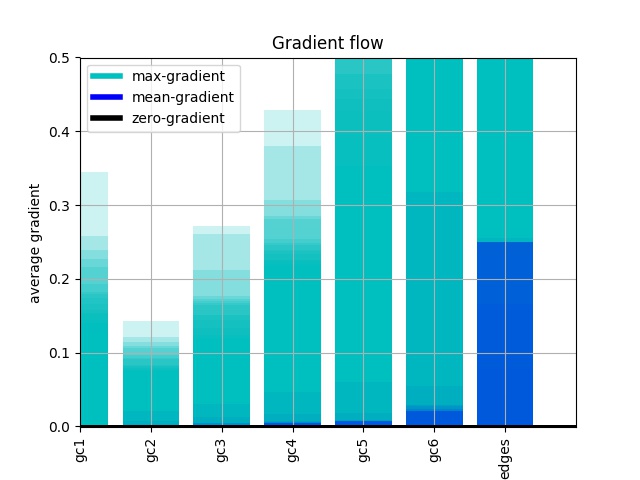 Gradient flow
max-gradient
mean-gradient
zero-gradient
average gradient
0.5
0.4
0.3
0.2
0.1
0.0
gc1
gc2
gc3
gc4
gc5
gc6
edges